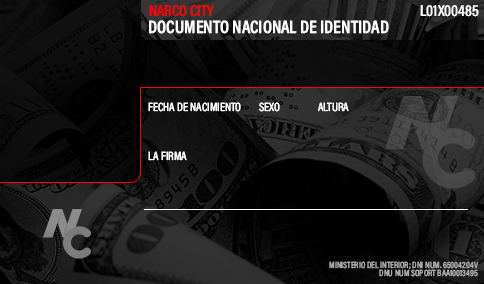 NARCO CITY
L01X00485
DOCUMENTO NACIONAL DE IDENTIDAD
FECHA DE NACIMIENTO SEXO ALTURA
NC
LA FIRMA
NC
MINISTERIO DEL INTERIOR; DNI NUM. 65004204V
DNU NUM SOPORT BAA10013495